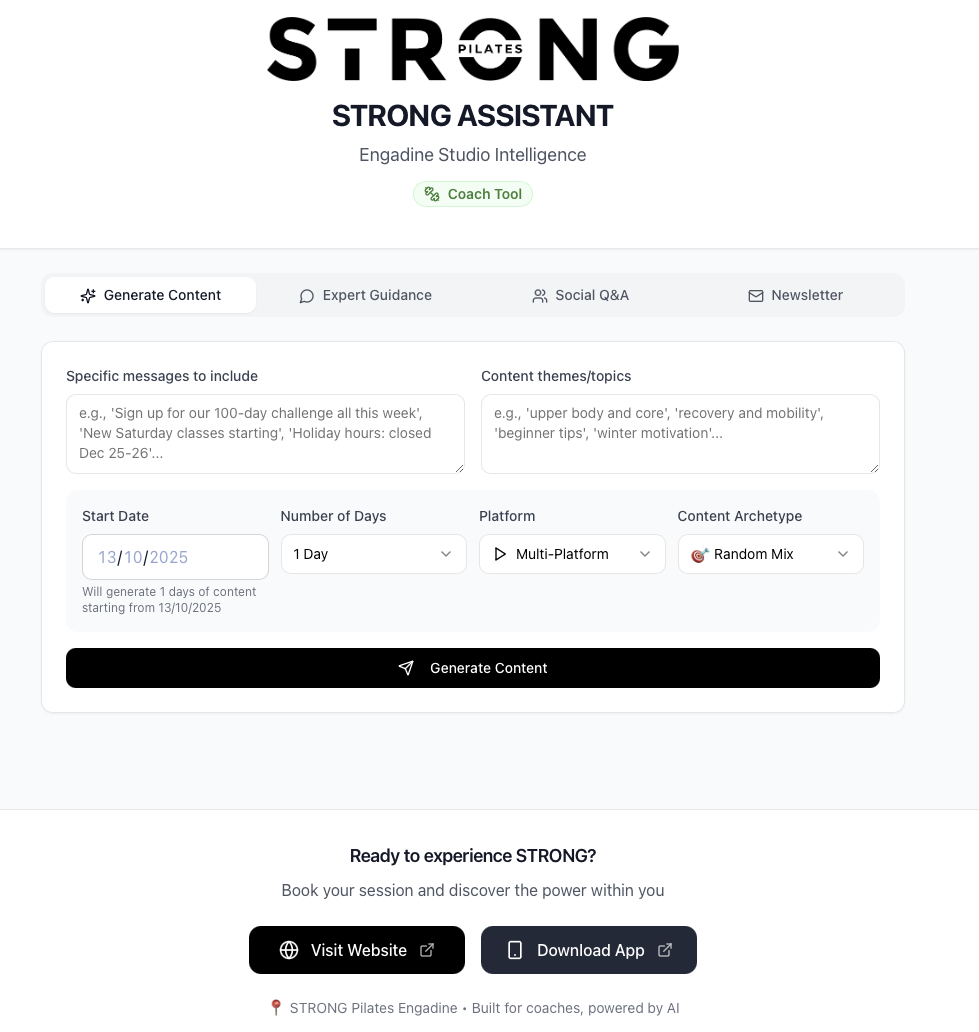 STRONG
PILATES
STRONG ASSISTANT
Engadine Studio Intelligence
Coach Tool
Generate Content
Expert Guidance
Social Q&A
Newsletter
Specific messages to include
e.g., 'Sign up for our 100-day challenge all this week',
'New Saturday classes starting', 'Holiday hours: closed
Dec 25-26'...
Content themes/topics
e.g., 'upper body and core', 'recovery and mobility',
'beginner tips', 'winter motivation'...
Start Date
13/10/2025
Will generate 1 days of content
starting from 13/10/2025
Number of Days
1 Day
Platform
Multi-Platform
Content Archetype
Random Mix
Generate Content
Ready to experience STRONG?
Book your session and discover the power within you
Visit Website
Download App
STRONG Pilates Engadine • Built for coaches, powered by AI